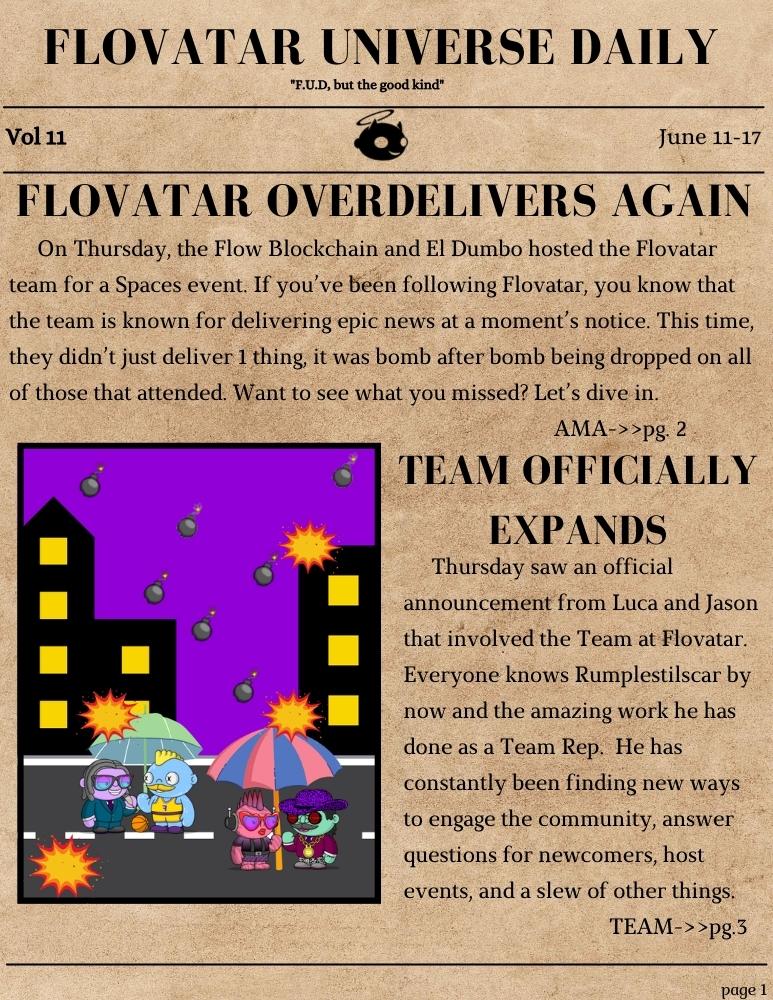 FLOVATAR UNIVERSE DAILY
"F.U.D, but the good kind"
Vol 11
June 11-17
FLOVATAR OVERDELIVERS AGAIN
On Thursday, the Flow Blockchain and El Dumbo hosted the Flovatar
team for a Spaces event. If you’ve been following Flovatar, you know that
the team is known for delivering epic news at a moment’s notice. This time,
they didn’t just deliver 1 thing, it was bomb after bomb being dropped on all
of those that attended. Want to see what you missed? Let’s dive in.
AMA->>pg. 2
TEAM OFFICIALLY
EXPANDS
Thursday saw an official
announcement from Luca and Jason
that involved the Team at Flovatar.
Everyone knows Rumplestilscar by
now and the amazing work he has
done as a Team Rep.  He has
constantly been finding new ways
to engage the community, answer
questions for newcomers, host
events, and a slew of other things.
TEAM->>pg.3
page 1